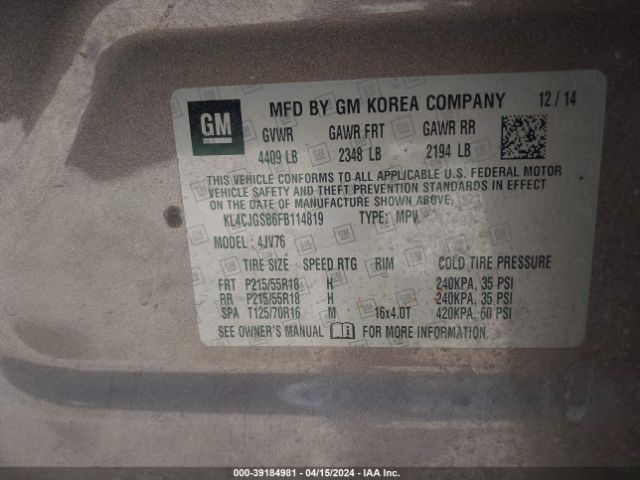 GM
MFD BY GM KOREA COMPANY 12/14
GVWR GAWR FRT GAWR RR
4409 LB 2348 LB 2194 LB
THIS VEHICLE CONFORMS TO ALL APPLICABLE U.S. FEDERAL MOTOR
VEHICLE SAFETY AND THEFT PREVENTION STANDARDS IN EFFECT
ON THE DATE OF MANUFACTURE SHOWN ABOVE.
KL4CJGSB6FB114819 TYPE: MPV
MODEL: 4JV76
TIRE SIZE SPEED RTG RIM COLD TIRE PRESSURE
FRT P215/55R18 H 240KPA, 35 PSI
RR P215/55R18 H 240KPA, 35 PSI
SPA T125/70R16 M 16x4.0T 420KPA, 60 PSI
SEE OWNER'S MANUAL FOR MORE INFORMATION.
000-39184981 - 04/15/2024 - IAA Inc.